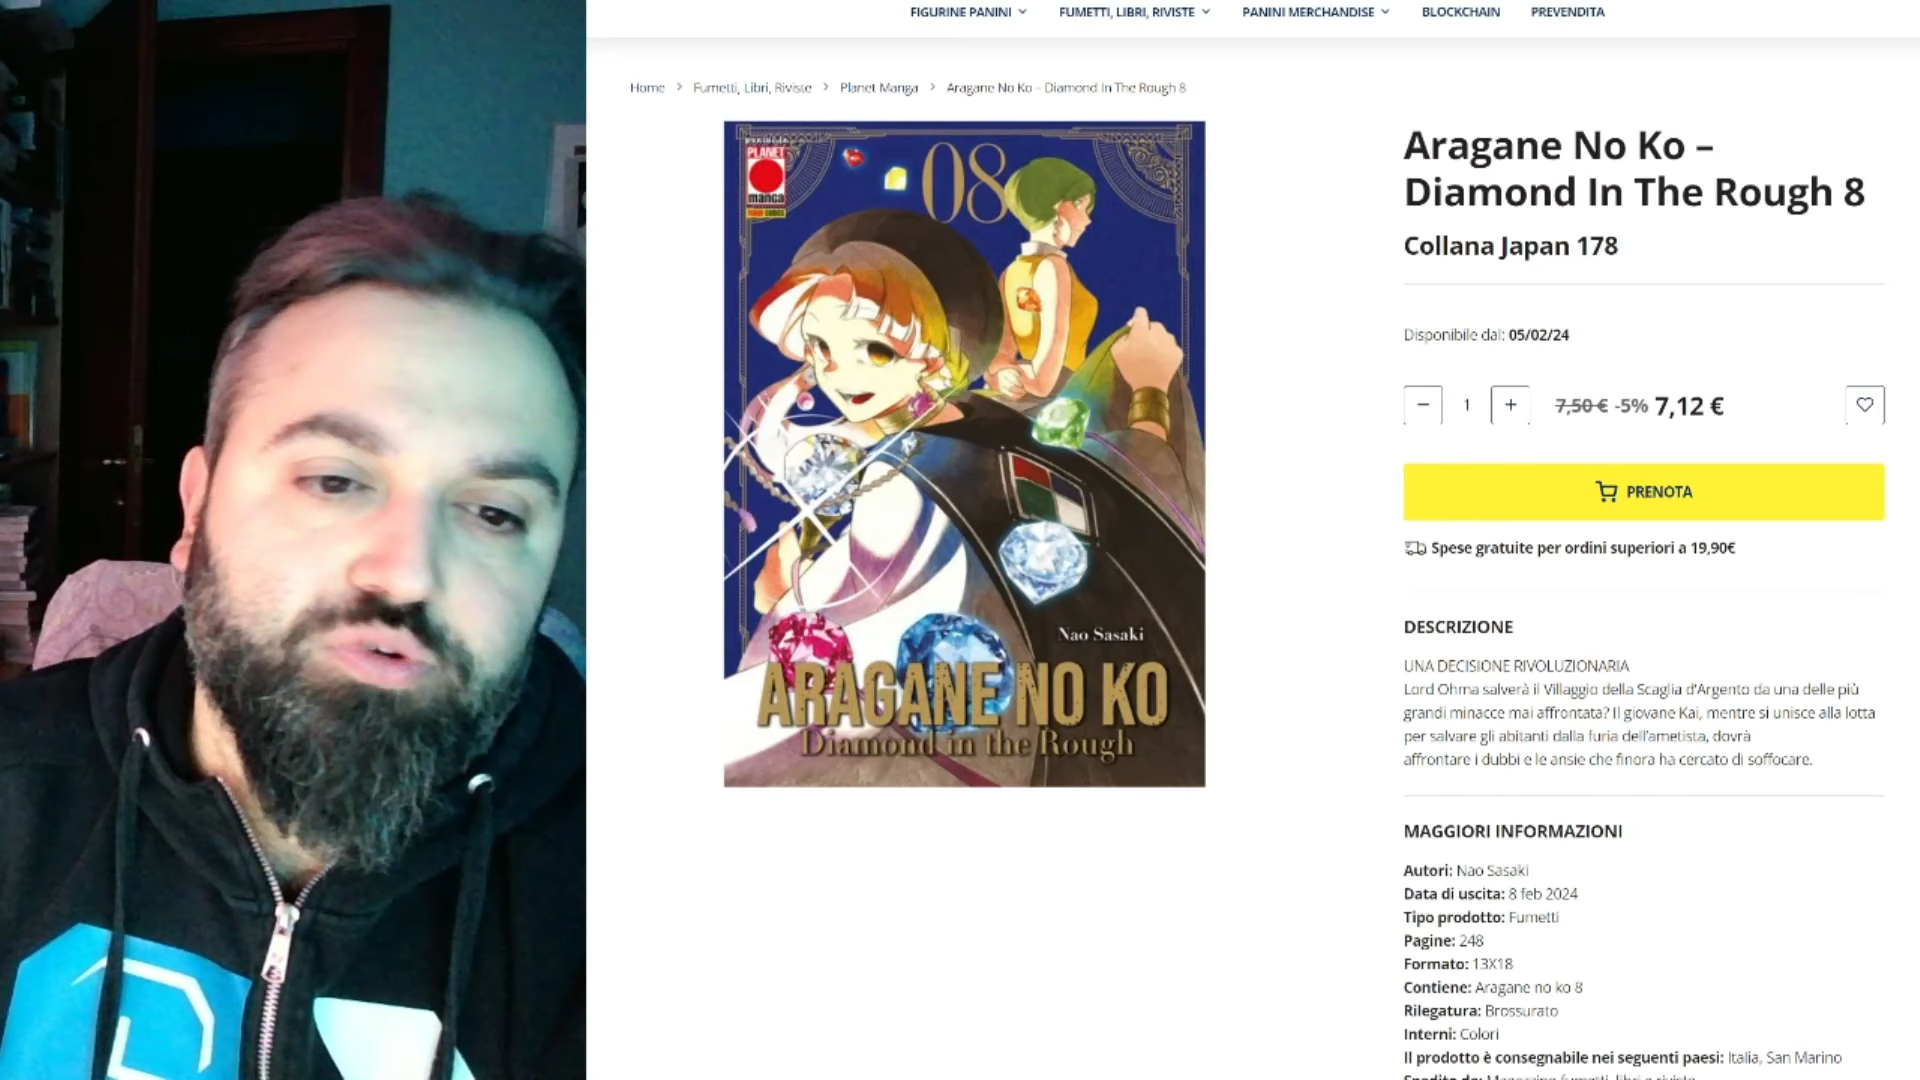 FIGURINE PANINI
FUMETTI, LIBRI, RIVISTE
PANINI MERCHANDISE
BLOCKCHAIN
PREVENDITA
Home > Fumetti, Libri, Riviste > Planet Manga > Aragane No Ko - Diamond In The Rough 8
PLANET
manga
08
Nao Sasaki
ARAGANE NO KO
Diamond in the Rough
Aragane No Ko –
Diamond In The Rough 8
Collana Japan 178
Disponibile dal: 05/02/24
− 1 + 7,50 € -5% 7,12 €
PRENOTA
Spese gratuite per ordini superiori a 19,90€
DESCRIZIONE
UNA DECISIONE RIVOLUZIONARIA
Lord Ohma salverà il Villaggio della Scaglia d'Argento da una delle più
grandi minacce mai affrontata? Il giovane Kai, mentre si unisce alla lotta
per salvare gli abitanti dalla furia dell'ametista, dovrà
affrontare i dubbi e le ansie che finora ha cercato di soffocare.
MAGGIORI INFORMAZIONI
Autori: Nao Sasaki
Data di uscita: 8 feb 2024
Tipo prodotto: Fumetti
Pagine: 248
Formato: 13X18
Contiene: Aragane no ko 8
Rilegatura: Brossurato
Interni: Colori
Il prodotto è consegnabile nei seguenti paesi: Italia, San Marino